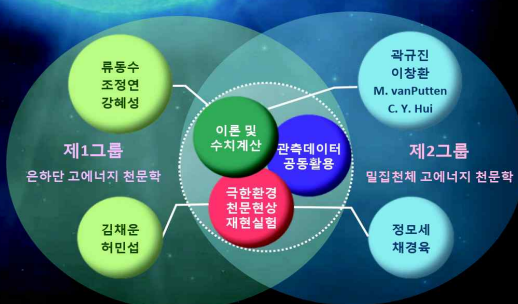 류동수
조정연
강혜성
곽규진
이창환
M. vanPutten
C. Y. Hui
이론 및
수치계산
관측데이터
공동활용
제1그룹
은하단 고에너지 천문학
제2그룹
밀집천체 고에너지 천문학
극한환경
천문현상
재현실험
김채운
허민섭
정모세
채경육